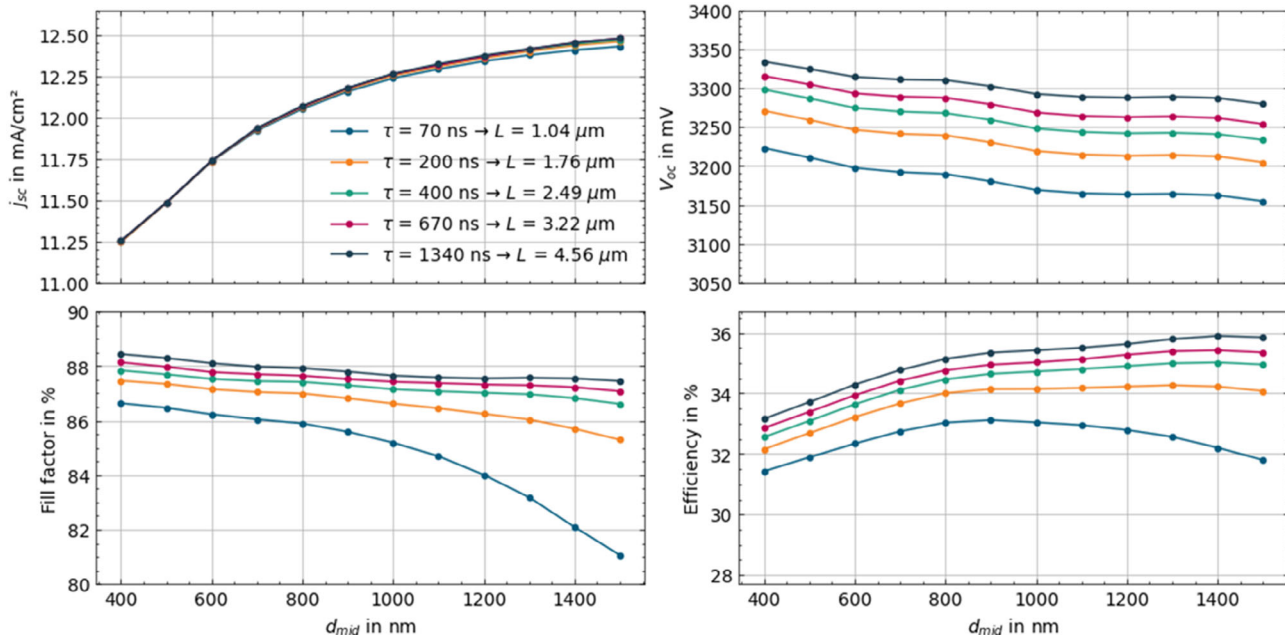 12.50
12.25
12.00
11.75
11.50
11.25
11.00
j_sc in mA/cm²
τ = 70 ns → L = 1.04 μm
τ = 200 ns → L = 1.76 μm
τ = 400 ns → L = 2.49 μm
τ = 670 ns → L = 3.22 μm
τ = 1340 ns → L = 4.56 μm
3400
3350
3300
3250
3200
3150
3100
3050
V_oc in mV
90
88
86
84
82
80
Fill factor in %
400 600 800 1000 1200 1400
d_mid in nm
36
34
32
30
28
Efficiency in %
400 600 800 1000 1200 1400
d_mid in nm